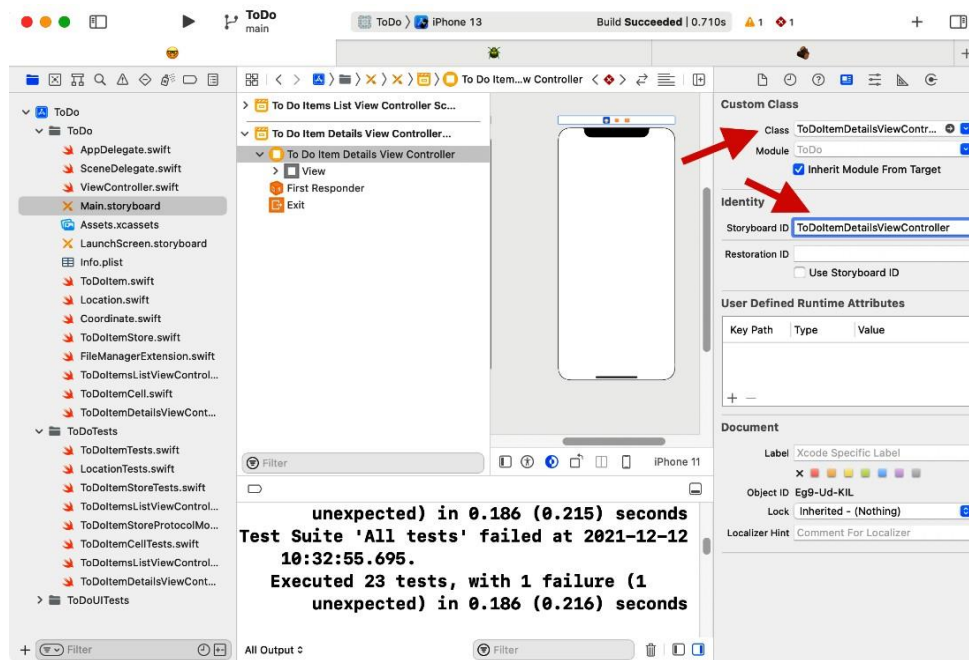 ToDo
main
ToDo
iPhone 13
Build Succeeded | 0.710s
1
1
To Do Item...w Controller
ToDo
ToDo
AppDelegate.swift
SceneDelegate.swift
ViewController.swift
Main.storyboard
Assets.xcassets
LaunchScreen.storyboard
Info.plist
ToDoItem.swift
Location.swift
Coordinate.swift
ToDoItemStore.swift
FileManagerExtension.swift
ToDoItemsListViewControl...
ToDoItemCell.swift
ToDoItemDetailsViewCont...
ToDoTests
ToDoItemTests.swift
LocationTests.swift
ToDoItemStoreTests.swift
ToDoItemsListViewControl...
ToDoItemStoreProtocolMo...
ToDoItemCellTests.swift
ToDoItemsListViewControl...
ToDoItemDetailsViewCont...
ToDoUITests
Filter
To Do Items List View Controller Sc...
To Do Item Details View Controller...
To Do Item Details View Controller
View
First Responder
Exit
Filter
iPhone 11
unexpected) in 0.186 (0.215) seconds
Test Suite 'All tests' failed at 2021-12-12
10:32:55.695.
Executed 23 tests, with 1 failure (1
unexpected) in 0.186 (0.216) seconds
All Output
Filter
Custom Class
Class ToDoItemDetailsViewContr...
Module ToDo
Inherit Module From Target
Identity
Storyboard ID ToDoItemDetailsViewController
Restoration ID
Use Storyboard ID
User Defined Runtime Attributes
Key Path Type Value
Document
Label Xcode Specific Label
Object ID Eg9-Ud-KIL
Lock Inherited - (Nothing)
Localizer Hint Comment For Localizer